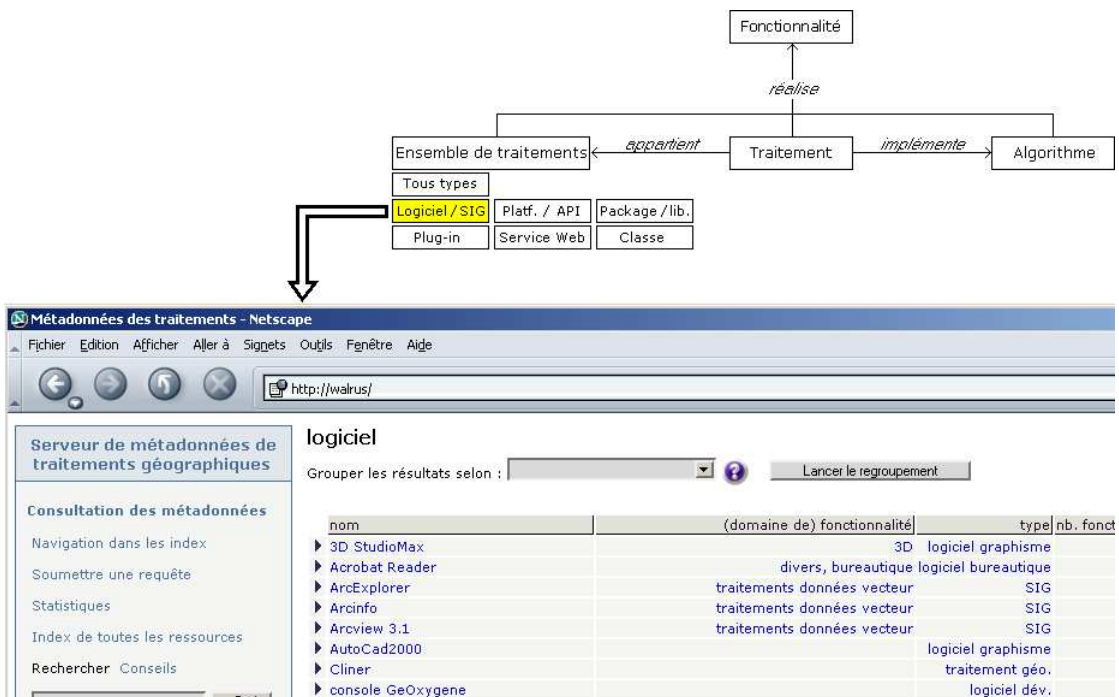 Fonctionnalité
réalise
Ensemble de traitements appartient Traitement implémente Algorithme
Tous types
Logiciel / SIG Platf. / API Package / lib.
Plug-in Service Web Classe
Métadonnées des traitements - Netscape
Fichier Edition Afficher Aller à Signets Outils Fenêtre Aide
http://walrus/
Serveur de métadonnées de traitements géographiques
Consultation des métadonnées
Navigation dans les index
Soumettre une requête
Statistiques
Index de toutes les ressources
Rechercher Conseils
logiciel
Grouper les résultats selon : ? Lancer le regroupement
nom (domaine de) fonctionnalité type nb. fonct
3D StudioMax 3D logiciel graphisme
Acrobat Reader divers, bureautique logiciel bureautique
ArcExplorer traitements données vecteur SIG
Arcinfo traitements données vecteur SIG
Arcview 3.1 traitements données vecteur SIG
AutoCad2000 logiciel graphisme
Cliner traitement géo.
console GeOxygene logiciel dév.